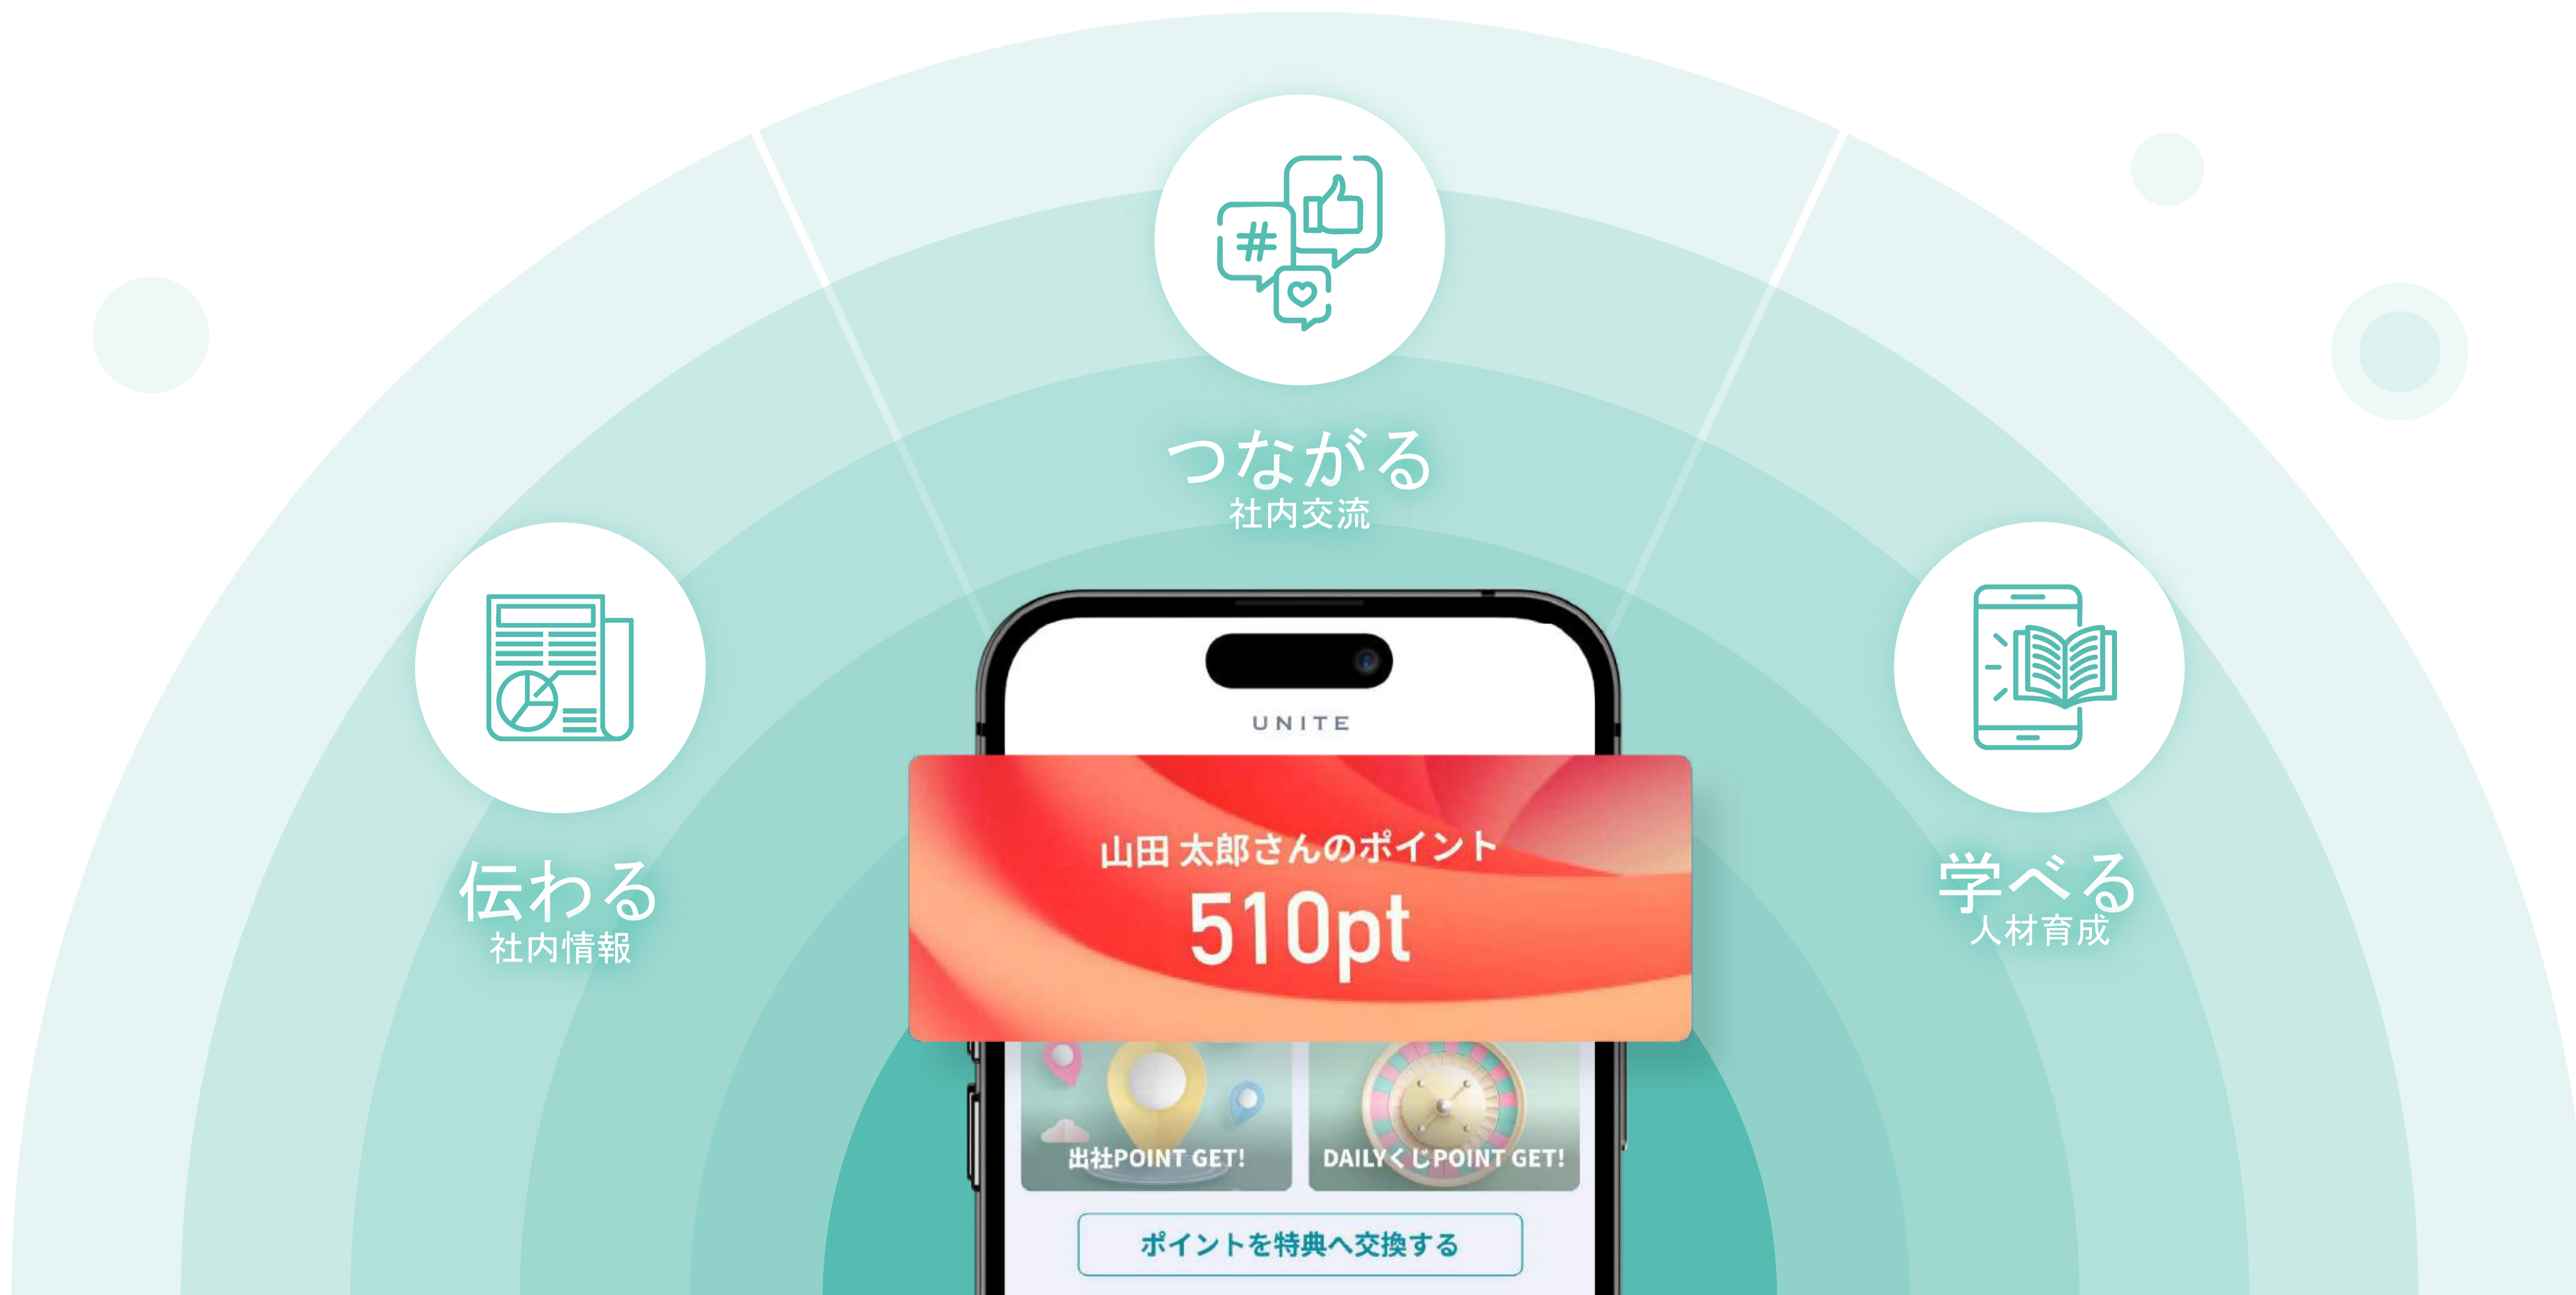 つながる
社内交流
伝わる
社内情報
学べる
人材育成
UNITE
山田 太郎さんのポイント
510pt
出社POINT GET!
DAILYくじPOINT GET!
ポイントを特典へ交換する